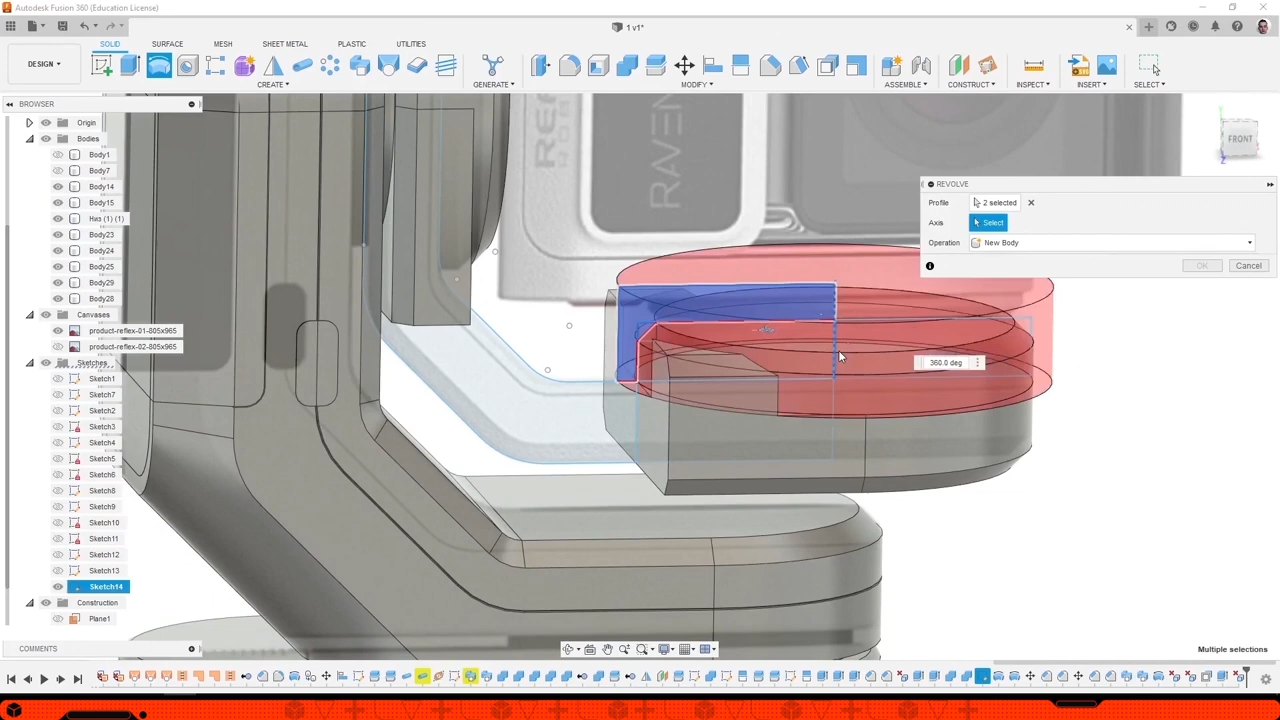 Autodesk Fusion 360 (Education License)
1 v1*
SOLID SURFACE MESH SHEET METAL PLASTIC UTILITIES
DESIGN
CREATE GENERATE MODIFY ASSEMBLE CONSTRUCT INSPECT INSERT SELECT
BROWSER
Origin
Bodies
Body1
Body7
Body14
Body15
Низ (1) (1)
Body23
Body24
Body25
Body29
Body28
Canvases
product-reflex-01-805x965
product-reflex-02-805x965
Sketches
Sketch1
Sketch7
Sketch2
Sketch3
Sketch4
Sketch5
Sketch6
Sketch8
Sketch9
Sketch10
Sketch11
Sketch12
Sketch13
Sketch14
Construction
Plane1
COMMENTS
RAVEN
FRONT
Z
REVOLVE
Profile 2 selected
Axis Select
Operation New Body
OK Cancel
360.0 deg
Multiple selections